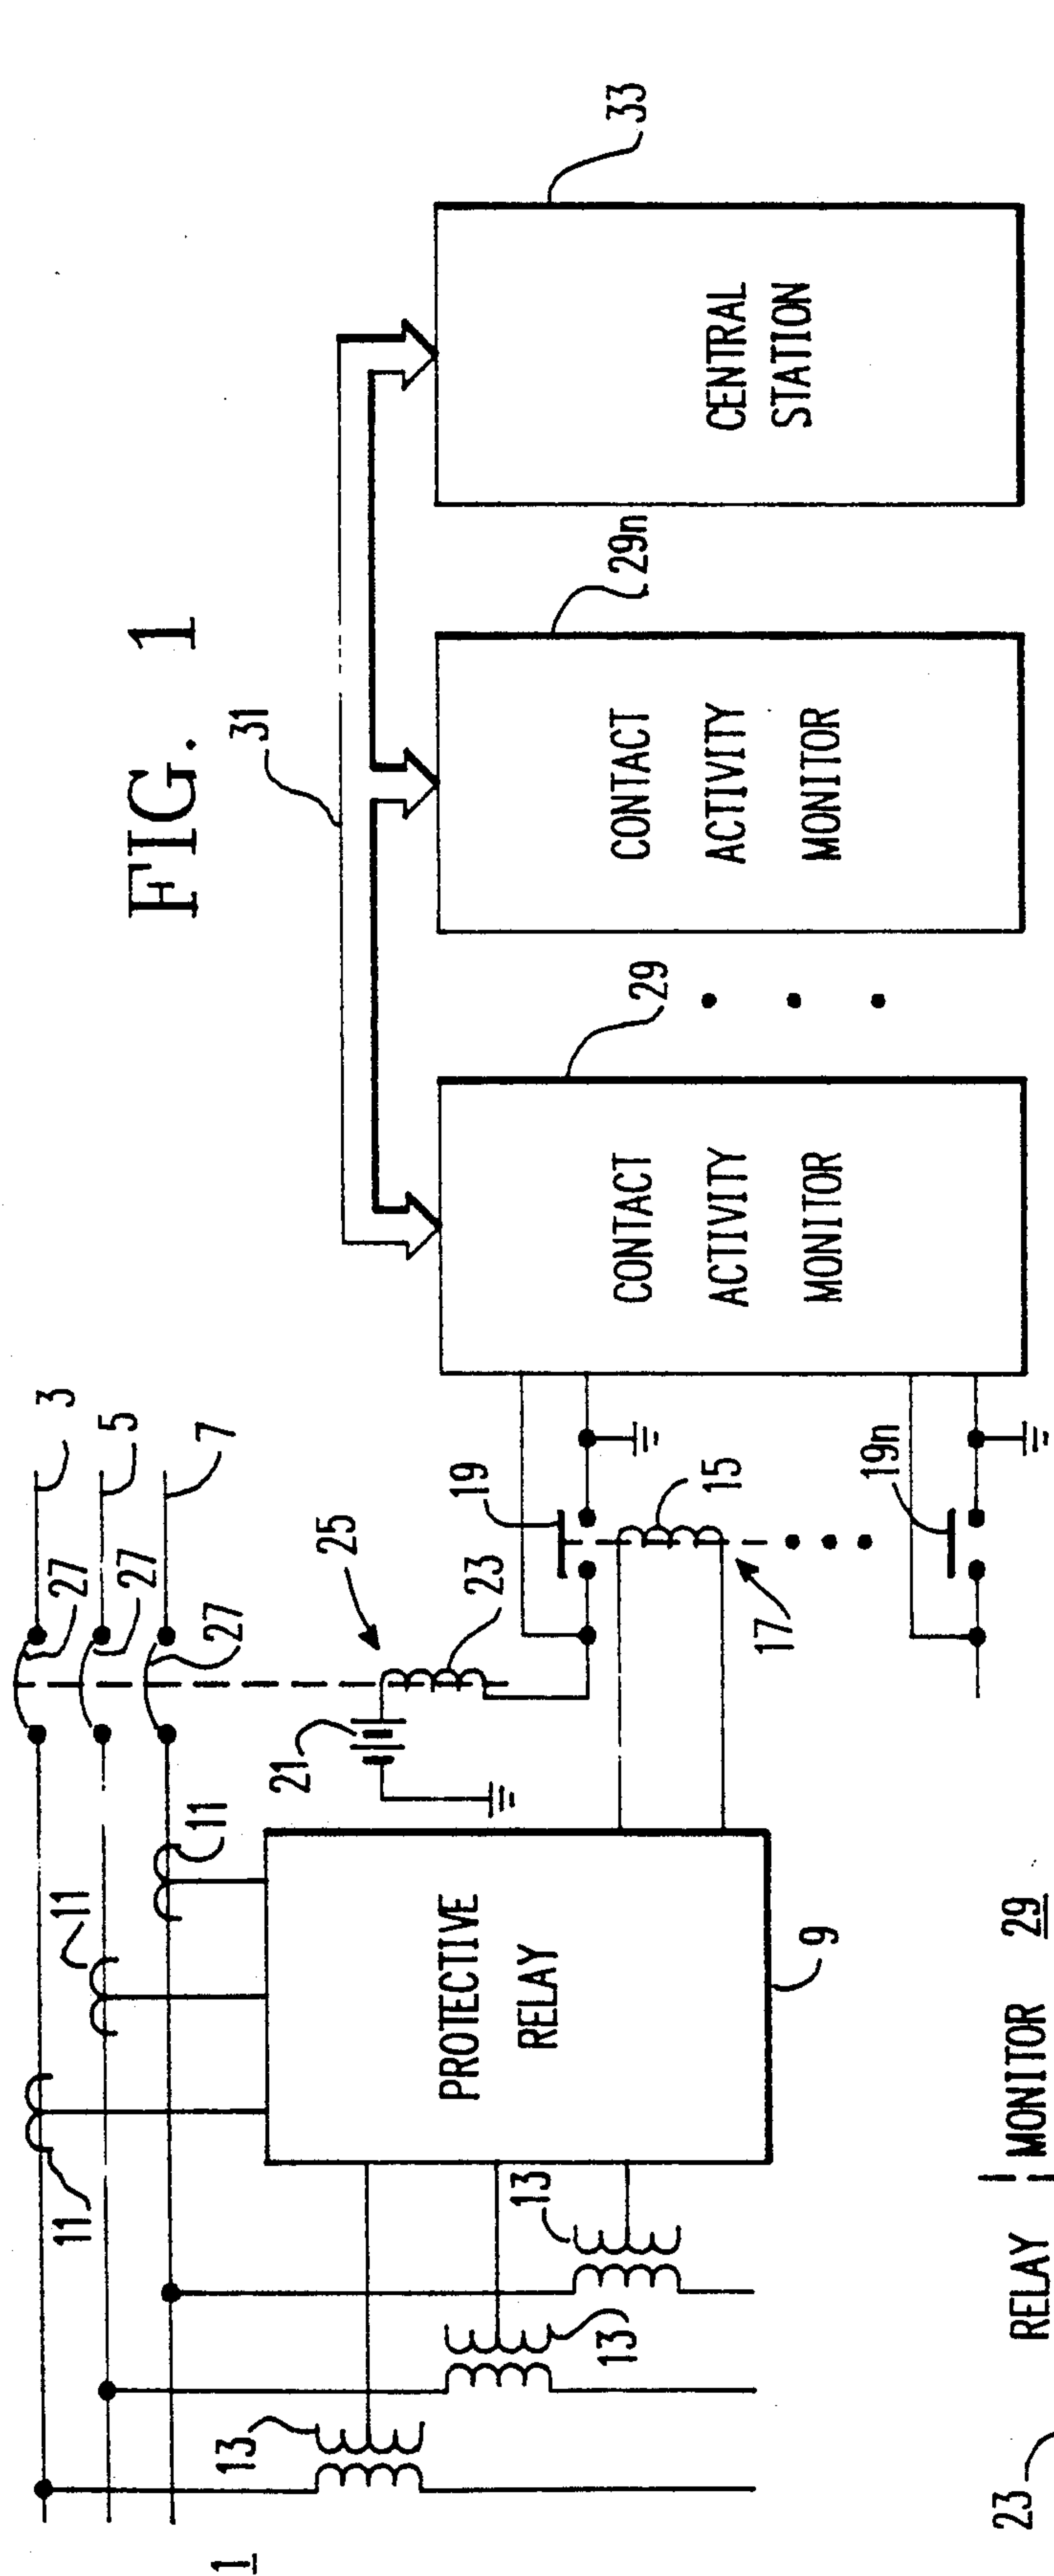 FIG. 1
1
3
5
7
27
27
27
11
11
11
13
13
13
PROTECTIVE
RELAY
9
21
25
23
19
15
17
19n
31
CONTACT
ACTIVITY
MONITOR
29
CONTACT
ACTIVITY
MONITOR
29n
CENTRAL
STATION
33
RELAY
MONITOR 29
23